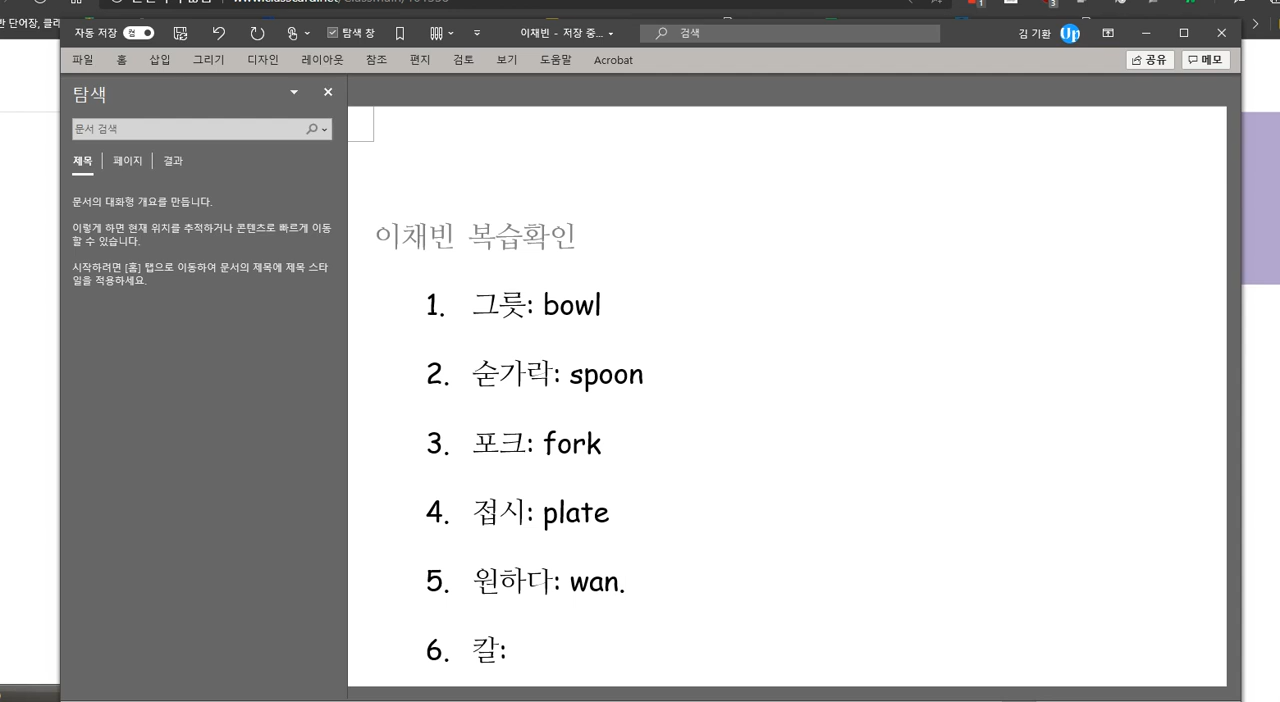 자동 저장 켬 탐색 창 이채빈 - 저장 중... 검색 김 기환
파일 홈 삽입 그리기 디자인 레이아웃 참조 편지 검토 보기 도움말 Acrobat 공유 메모
탐색
문서 검색
제목 페이지 결과
문서의 대화형 개요를 만듭니다.
이렇게 하면 현재 위치를 추적하거나 콘텐츠로 빠르게 이동
할 수 있습니다.
시작하려면 [홈] 탭으로 이동하여 문서의 제목에 제목 스타
일을 적용하세요.
이채빈 복습확인
1. 그릇: bowl
2. 숟가락: spoon
3. 포크: fork
4. 접시: plate
5. 원하다: wan.
6. 칼: